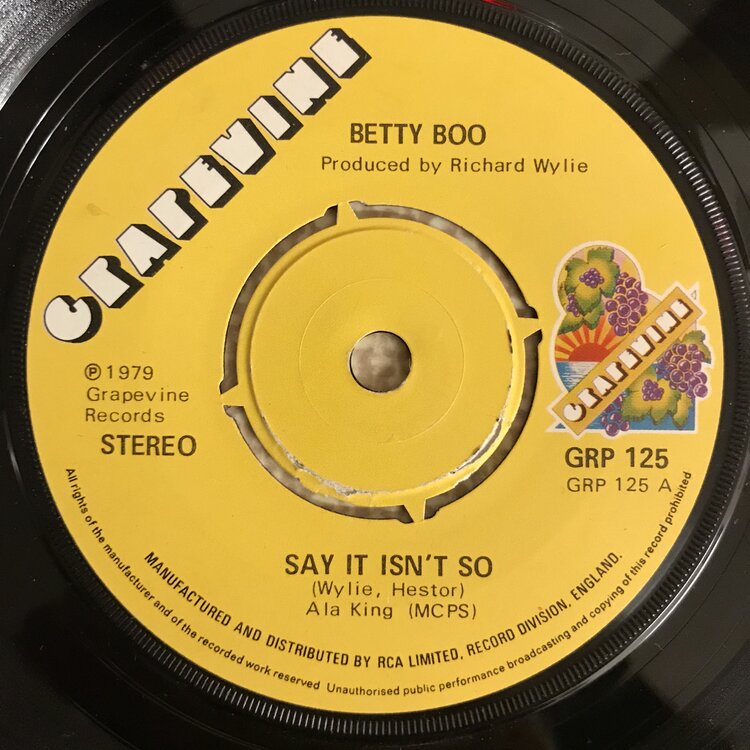 GRAPEVINE
BETTY BOO
Produced by Richard Wylie
℗ 1979
Grapevine
Records
STEREO
GRAPEVINE
GRP 125
GRP 125 A
SAY IT ISN'T SO
(Wylie, Hestor)
Ala King (MCPS)
MANUFACTURED AND DISTRIBUTED BY RCA LIMITED, RECORD DIVISION, ENGLAND.
All rights of the manufacturer and of the recorded work reserved Unauthorised public performance broadcasting and copying of this record prohibited